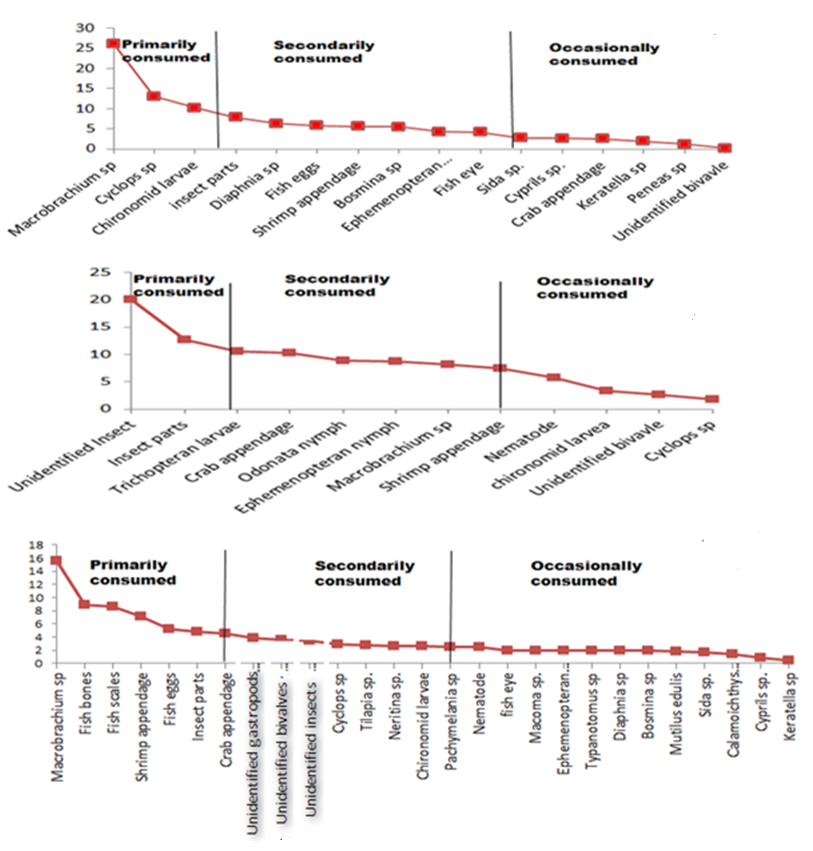 30
25
20
15
10
5
0
Primarily consumed
Secondarily consumed
Occasionally consumed
Macrobrachium sp
Cyclops sp
Chironomid larvae
insect parts
Diaphnia sp
Fish eggs
Shrimp appendage
Bosmina sp
Ephemenopteran...
Fish eye
Sida sp.
Cyprils sp.
Crab appendage
Keratella sp
Peneas sp
Unidentified bivavle
25
20
15
10
5
0
Primarily consumed
Secondarily consumed
Occasionally consumed
Unidentified Insect
Insect parts
Trichopteran larvae
Crab appendage
Odonata nymph
Ephemenopteran nymph
Macrobrachium sp
Shrimp appendage
Nematode
chironomid larvea
Unidentified bivavle
Cyclops sp
18
16
14
12
10
8
6
4
2
0
Primarily consumed
Secondarily consumed
Occasionally consumed
Macrobrachium sp
Fish bones
Fish scales
Shrimp appendage
Fish eggs
Insect parts
Crab appendage
Unidentified gastropods...
Unidentified bivalves ...
Unidentified insects ...
Cyclops sp
Tilapia sp.
Neritina sp.
Chironomid larvae
Pachymelania sp
Nematode
fish eye
Macoma sp.
Ephemenopteran...
Typanotomus sp
Diaphnia sp
Bosmina sp
Mutilus edulis
Sida sp.
Calamoichthys...
Cyprils sp.
Keratella sp